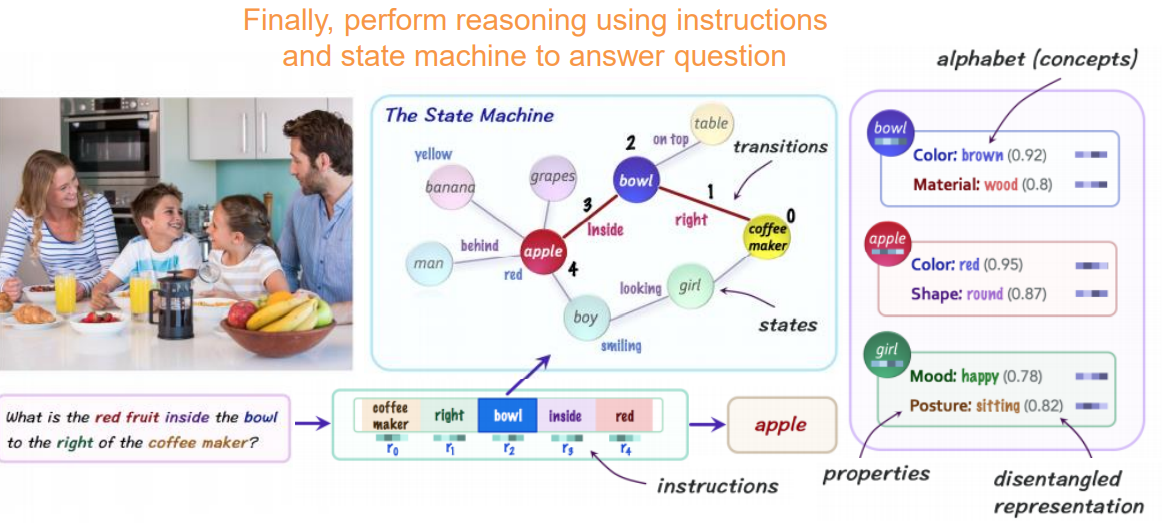 Finally, perform reasoning using instructions
and state machine to answer question
alphabet (concepts)
The State Machine
table
2
on top
transitions
yellow
banana
grapes
bowl
1
3
Inside
right
0
coffee
maker
behind
man
apple
red
4
looking
girl
boy
smiling
states
bowl
Color: brown (0.92)
Material: wood (0.8)
apple
Color: red (0.95)
Shape: round (0.87)
girl
Mood: happy (0.78)
Posture: sitting (0.82)
What is the red fruit inside the bowl
to the right of the coffee maker?
coffee
maker
right
bowl
inside
red
r0
r1
r2
r3
r4
apple
instructions
properties
disentangled
representation